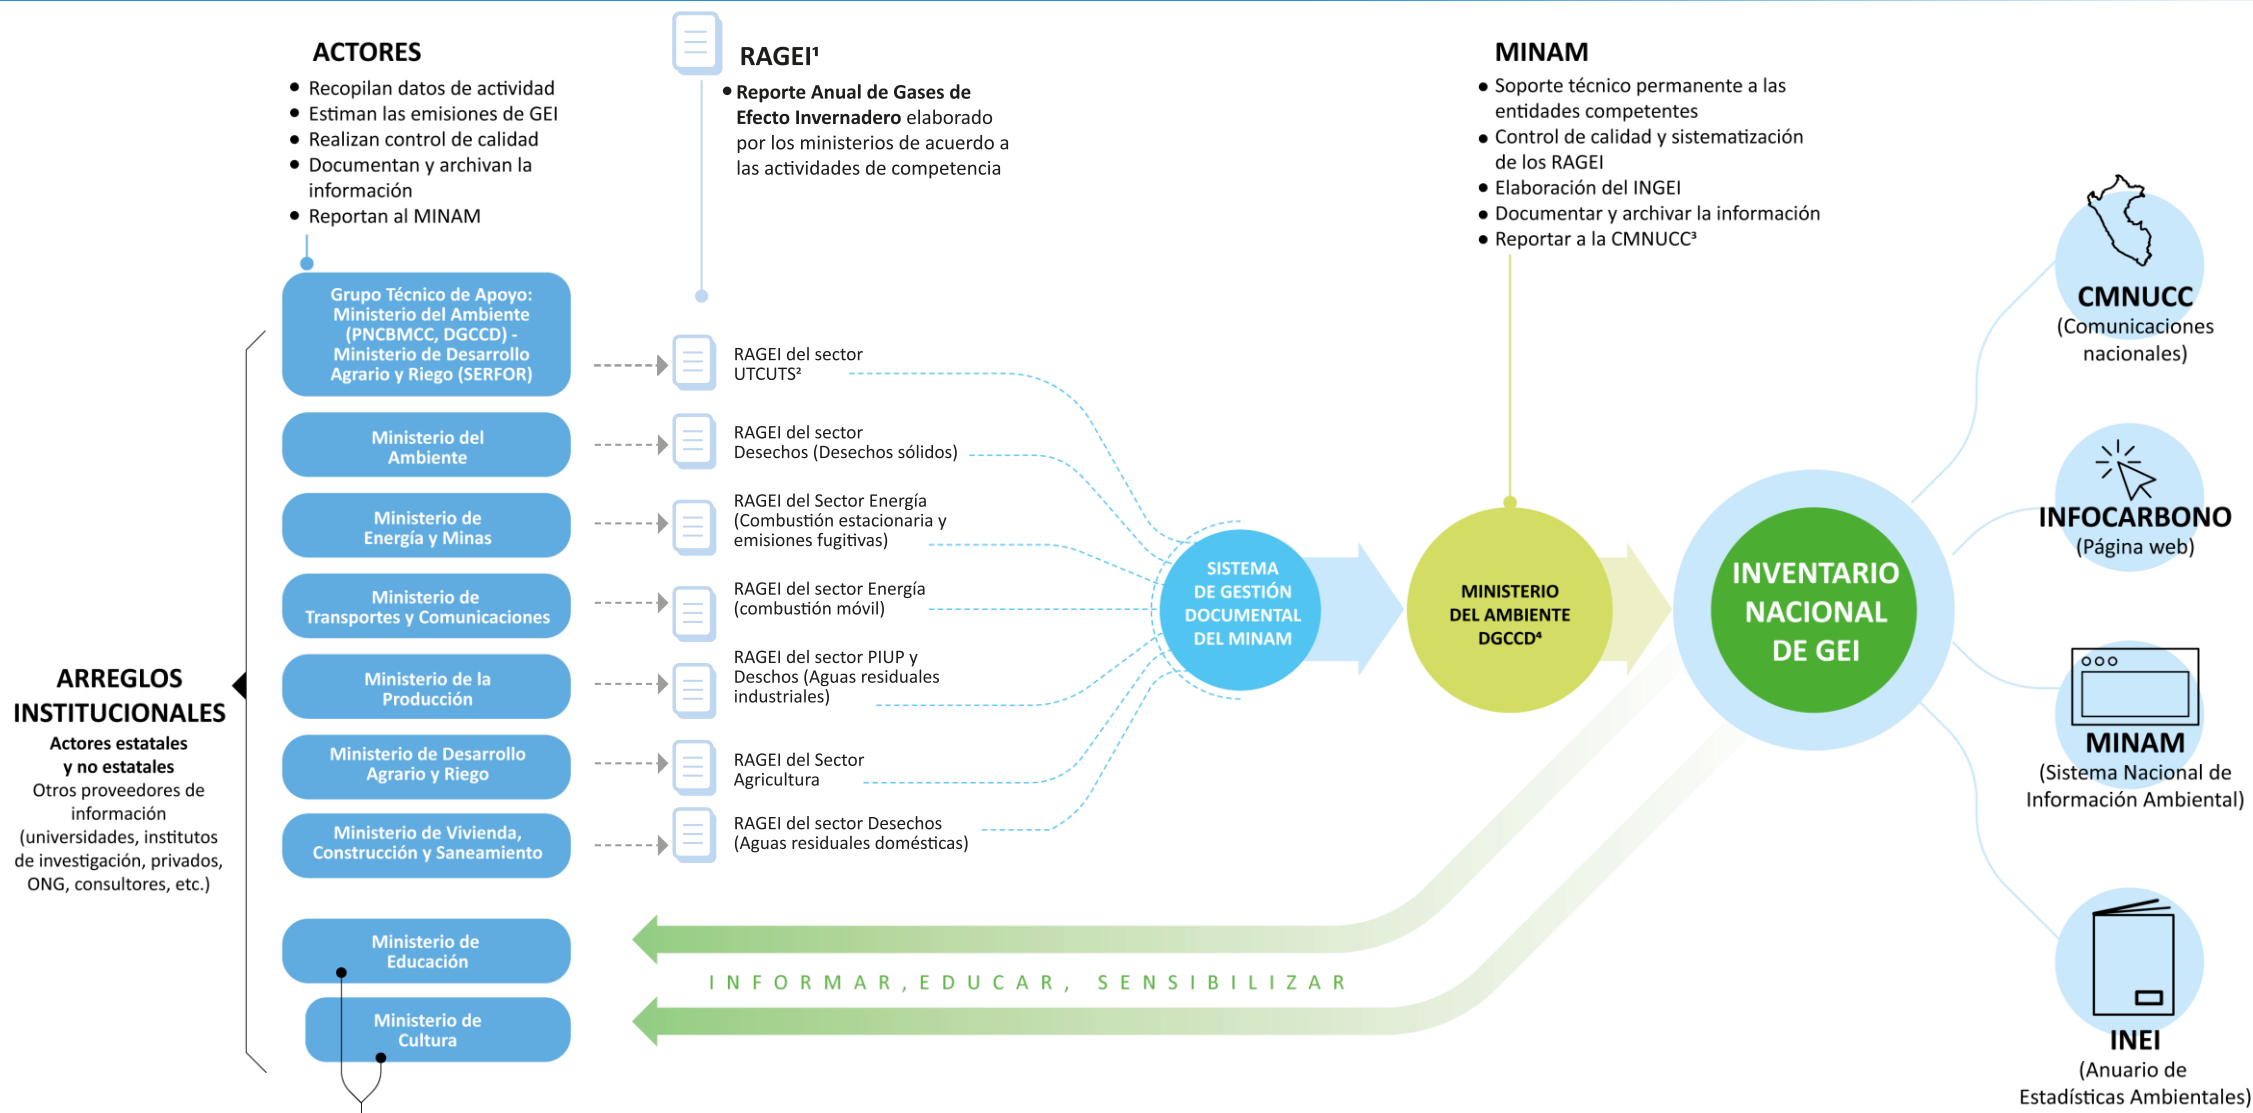 ACTORES
Recopilan datos de actividad
Estiman las emisiones de GEI
Realizan control de calidad
Documentan y archivan la
información
Reportan al MINAM
RAGEI¹
Reporte Anual de Gases de
Efecto Invernadero elaborado
por los ministerios de acuerdo a
las actividades de competencia
MINAM
Soporte técnico permanente a las
entidades competentes
Control de calidad y sistematización
de los RAGEI
Elaboración del INGEI
Documentar y archivar la información
Reportar a la CMNUCC³
ARREGLOS
INSTITUCIONALES
Actores estatales
y no estatales
Otros proveedores de
información
(universidades, institutos
de investigación, privados,
ONG, consultores, etc.)
Grupo Técnico de Apoyo:
Ministerio del Ambiente
(PNCBMCC, DGCCD) -
Ministerio de Desarrollo
Agrario y Riego (SERFOR)
Ministerio del
Ambiente
Ministerio de
Energía y Minas
Ministerio de
Transportes y Comunicaciones
Ministerio de la
Producción
Ministerio de Desarrollo
Agrario y Riego
Ministerio de Vivienda,
Construcción y Saneamiento
Ministerio de
Educación
Ministerio de
Cultura
RAGEI del sector
UTCUTS²
RAGEI del sector
Desechos (Desechos sólidos)
RAGEI del Sector Energía
(Combustión estacionaria y
emisiones fugitivas)
RAGEI del sector Energía
(combustión móvil)
RAGEI del sector PIUP y
Deschos (Aguas residuales
industriales)
RAGEI del Sector
Agricultura
RAGEI del sector Desechos
(Aguas residuales domésticas)
INFORMAR, EDUCAR, SENSIBILIZAR
SISTEMA
DE GESTIÓN
DOCUMENTAL
DEL MINAM
MINISTERIO
DEL AMBIENTE
DGCCD⁴
INVENTARIO
NACIONAL
DE GEI
CMNUCC
(Comunicaciones
nacionales)
INFOCARBONO
(Página web)
MINAM
(Sistema Nacional de
Información Ambiental)
INEI
(Anuario de
Estadísticas Ambientales)